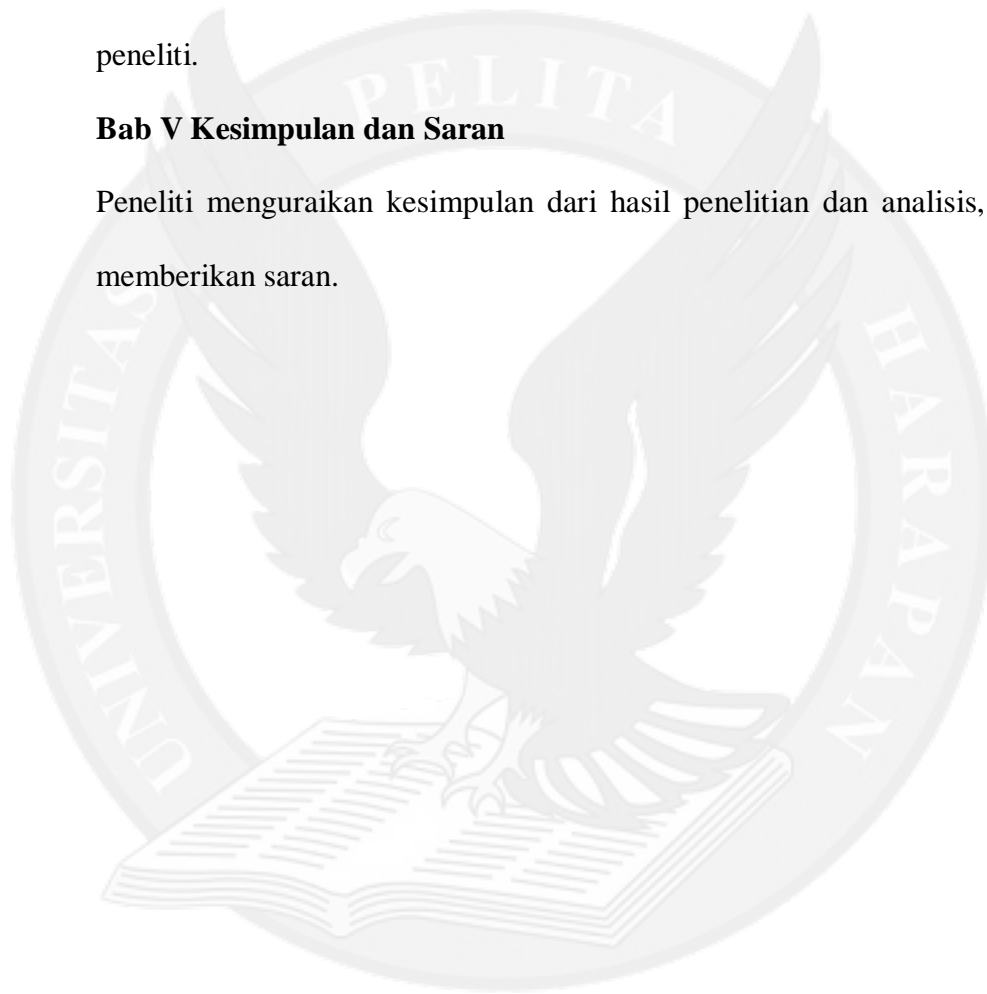 peneliti.
Bab V Kesimpulan dan Saran
Peneliti menguraikan kesimpulan dari hasil penelitian dan analisis,
memberikan saran.
UNIVERSITAS PELITA HARAPAN